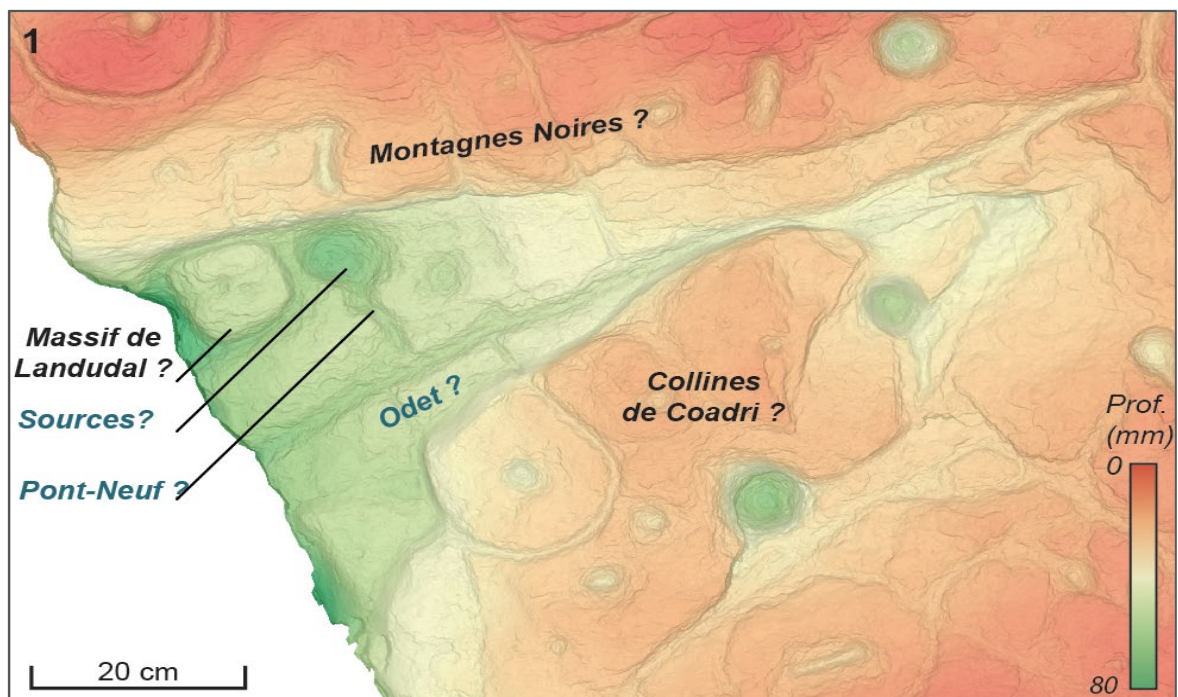 1
Montagnes Noires ?
Massif de
Landudal ?
Sources?
Pont-Neuf ?
Odet ?
Collines
de Coadri ?
Prof.
(mm)
0
80
20 cm